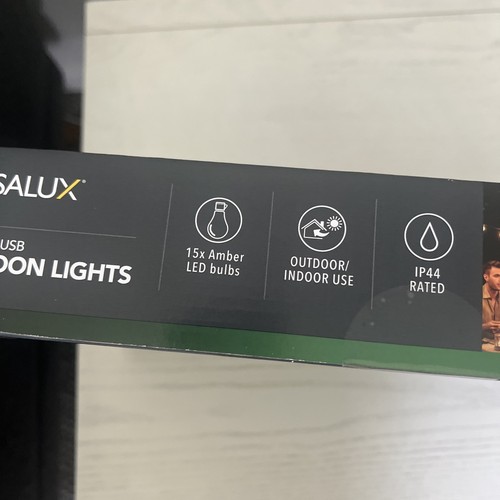 SALUX®
USB
OON LIGHTS
15x Amber
LED bulbs
OUTDOOR/
INDOOR USE
IP44
RATED